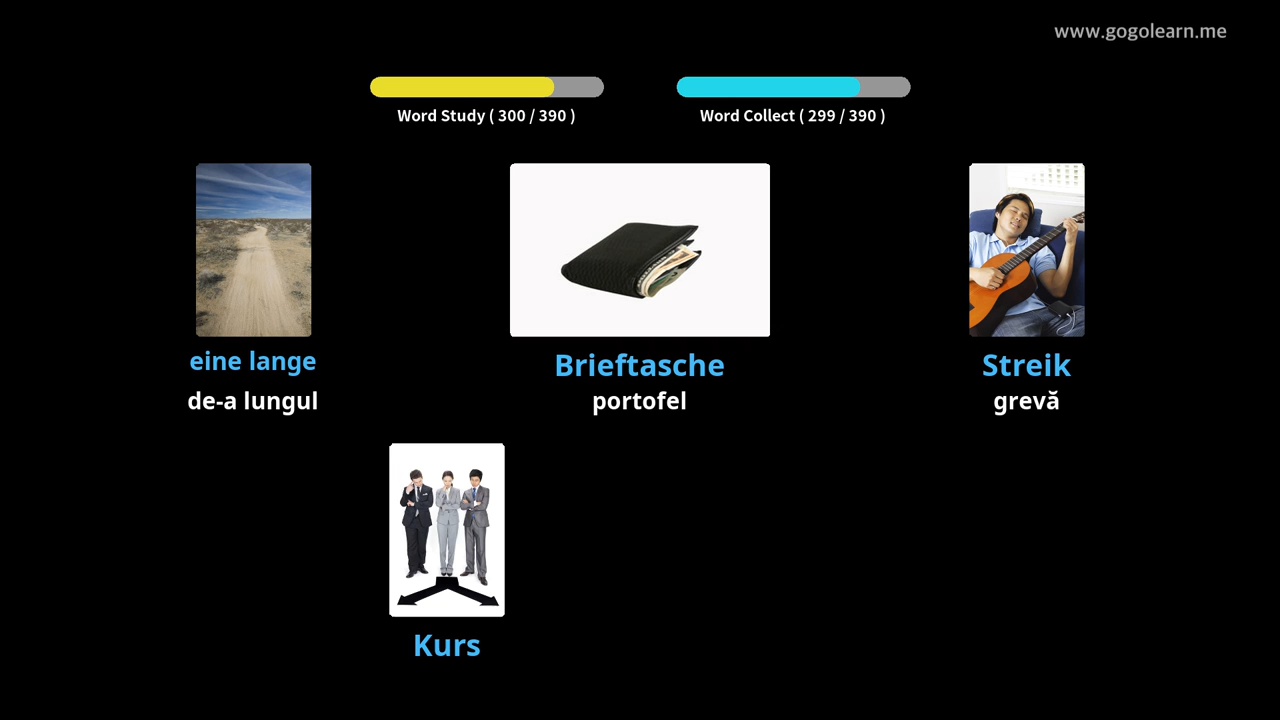 www.gogolearn.me
Word Study ( 300 / 390 )
Word Collect ( 299 / 390 )
eine lange
de-a lungul
Brieftasche
portofel
Streik
grevă
Kurs